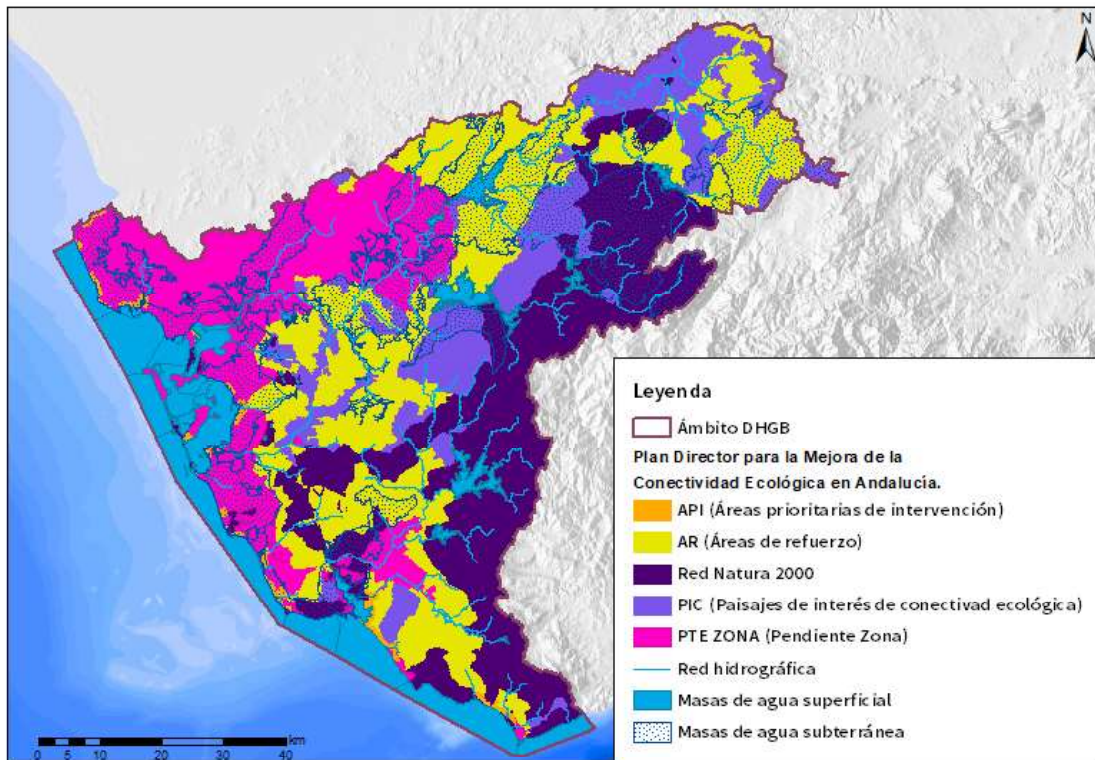 N
Leyenda
Ámbito DHGB
Plan Director para la Mejora de la
Conectividad Ecológica en Andalucía.
API (Áreas prioritarias de intervención)
AR (Áreas de refuerzo)
Red Natura 2000
PIC (Paisajes de interés de conectivad ecológica)
PTE ZONA (Pendiente Zona)
Red hidrográfica
Masas de agua superficial
Masas de agua subterránea
km
0 5 10 20 30 40